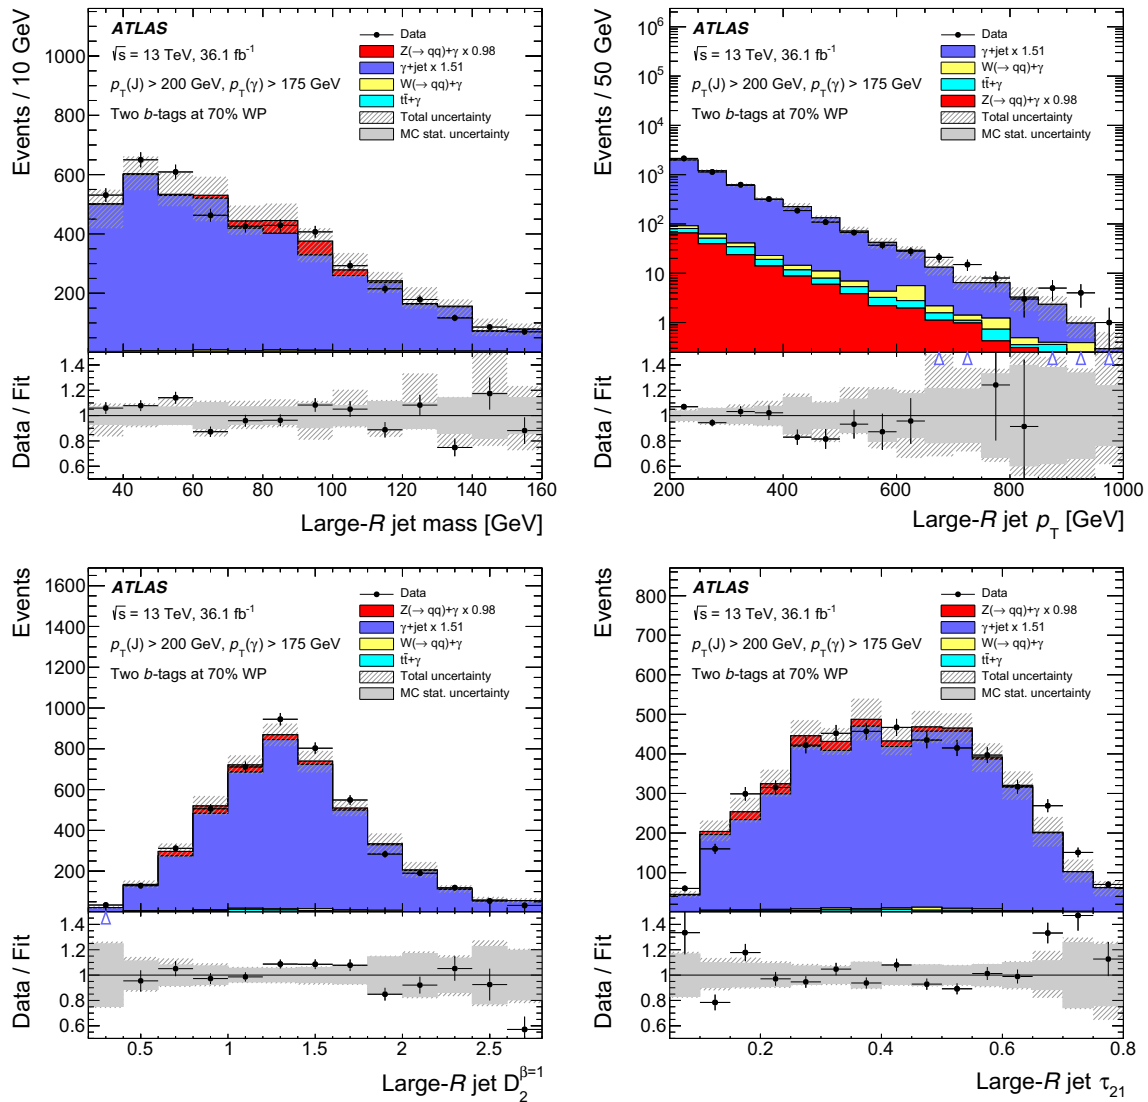 Events / 10 GeV
1000
800
600
400
200
ATLAS
√s = 13 TeV, 36.1 fb⁻¹
p_T(J) > 200 GeV, p_T(γ) > 175 GeV
Two b-tags at 70% WP
Data
Z(→ qq)+γ x 0.98
γ+jet x 1.51
W(→ qq)+γ
tt̄+γ
Total uncertainty
MC stat. uncertainty
Data / Fit
1.4
1.2
1
0.8
0.6
40 60 80 100 120 140 160
Large-R jet mass [GeV]
Events / 50 GeV
10⁶
10⁵
10⁴
10³
10²
10
1
ATLAS
√s = 13 TeV, 36.1 fb⁻¹
p_T(J) > 200 GeV, p_T(γ) > 175 GeV
Two b-tags at 70% WP
Data
γ+jet x 1.51
W(→ qq)+γ
tt̄+γ
Z(→ qq)+γ x 0.98
Total uncertainty
MC stat. uncertainty
Data / Fit
1.4
1.2
1
0.8
0.6
200 400 600 800 1000
Large-R jet p_T [GeV]
Events
1600
1400
1200
1000
800
600
400
200
ATLAS
√s = 13 TeV, 36.1 fb⁻¹
p_T(J) > 200 GeV, p_T(γ) > 175 GeV
Two b-tags at 70% WP
Data
Z(→ qq)+γ x 0.98
γ+jet x 1.51
W(→ qq)+γ
tt̄+γ
Total uncertainty
MC stat. uncertainty
Data / Fit
1.4
1.2
1
0.8
0.6
0.5 1 1.5 2 2.5
Large-R jet D₂^β=1
Events
800
700
600
500
400
300
200
100
ATLAS
√s = 13 TeV, 36.1 fb⁻¹
p_T(J) > 200 GeV, p_T(γ) > 175 GeV
Two b-tags at 70% WP
Data
Z(→ qq)+γ x 0.98
γ+jet x 1.51
W(→ qq)+γ
tt̄+γ
Total uncertainty
MC stat. uncertainty
Data / Fit
1.4
1.2
1
0.8
0.6
0.2 0.4 0.6 0.8
Large-R jet τ₂₁